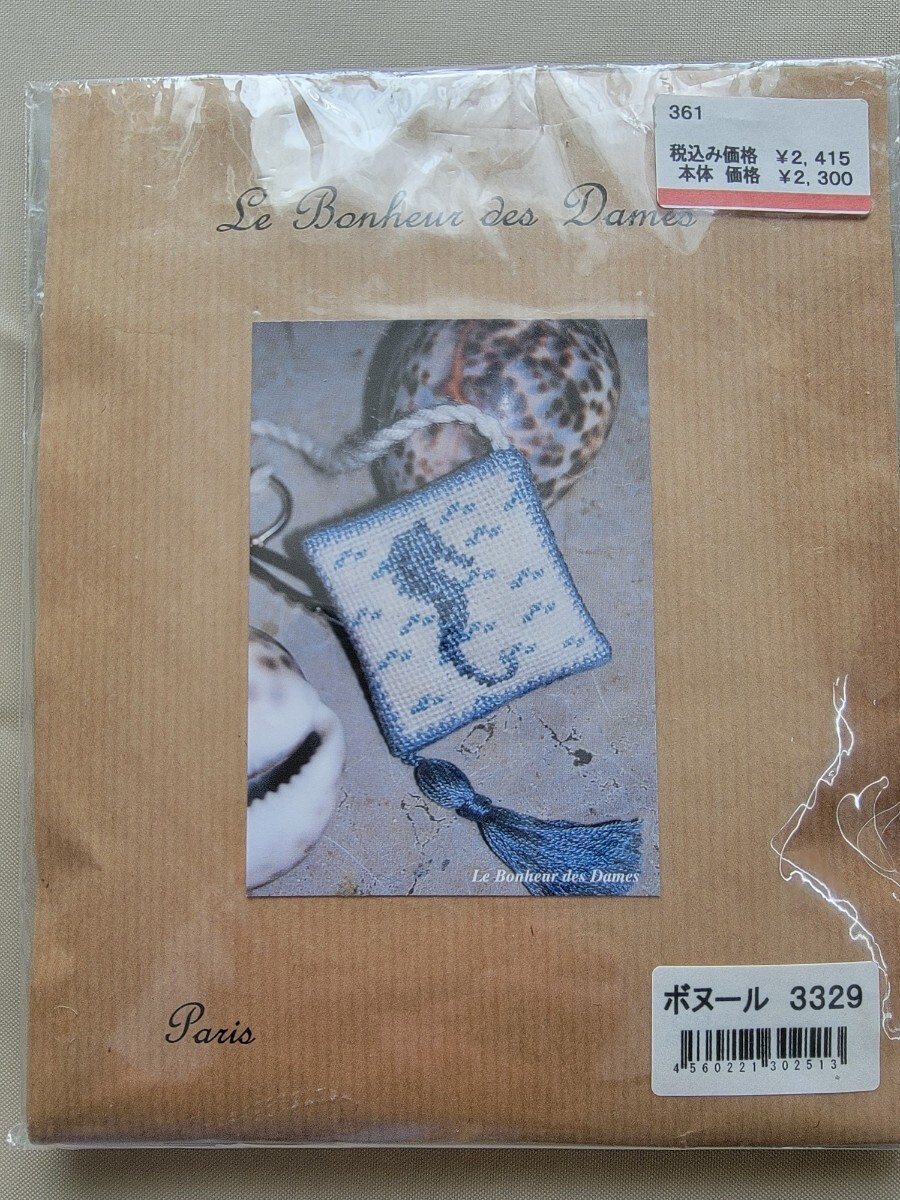 361
税込み価格 ¥2,415
本体 価格 ¥2,300
Le Bonheur des Dames
Le Bonheur des Dames
Paris
ボヌール 3329
4560221302513